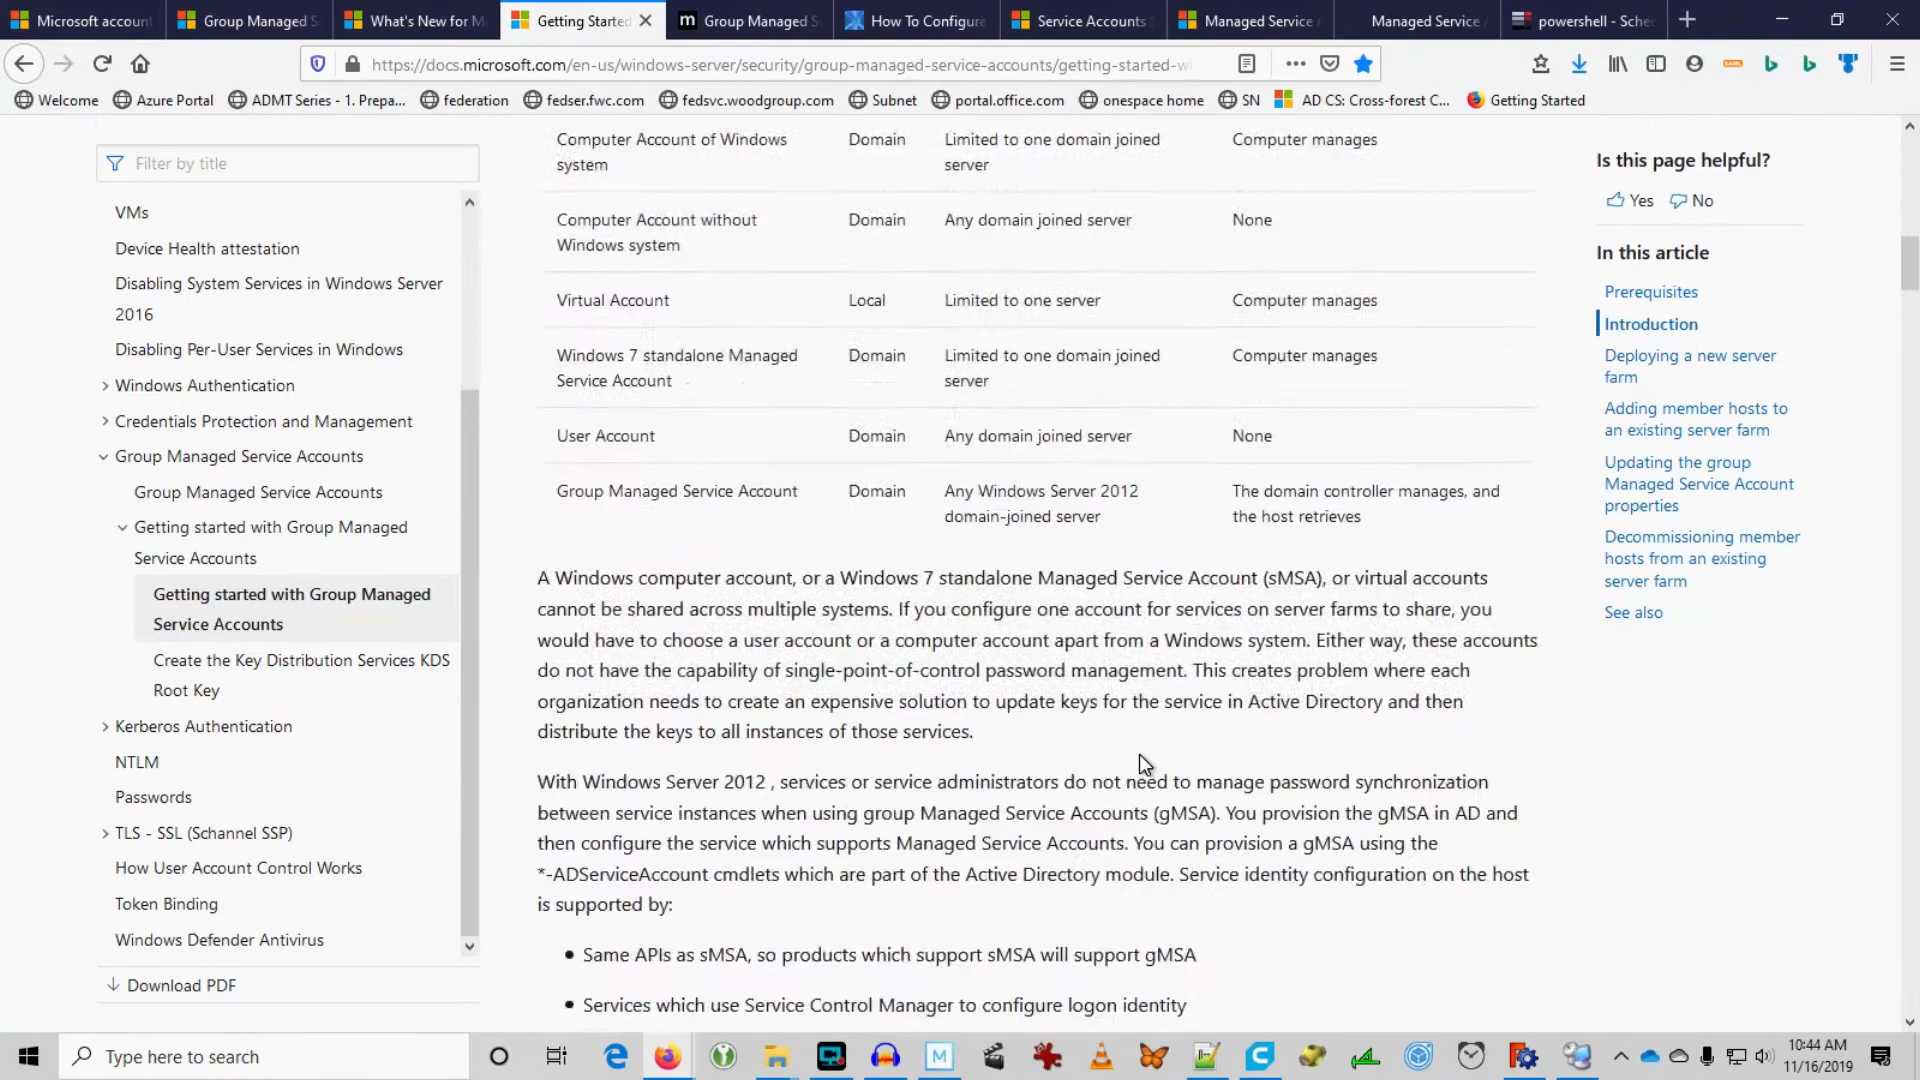 Microsoft account
Group Managed S
What's New for M
Getting Started
Group Managed S
How To Configure
Service Accounts
Managed Service
Managed Service
powershell - Sche
https://docs.microsoft.com/en-us/windows-server/security/group-managed-service-accounts/getting-started-w
Welcome
Azure Portal
ADMT Series - 1. Prepa...
federation
fedser.fwc.com
fedsvc.woodgroup.com
Subnet
portal.office.com
onespace home
SN
AD CS: Cross-forest C...
Getting Started
Filter by title
VMs
Device Health attestation
Disabling System Services in Windows Server
2016
Disabling Per-User Services in Windows
Windows Authentication
Credentials Protection and Management
Group Managed Service Accounts
Group Managed Service Accounts
Getting started with Group Managed
Service Accounts
Getting started with Group Managed
Service Accounts
Create the Key Distribution Services KDS
Root Key
Kerberos Authentication
NTLM
Passwords
TLS - SSL (Schannel SSP)
How User Account Control Works
Token Binding
Windows Defender Antivirus
Download PDF
Computer Account of Windows Domain Limited to one domain joined Computer manages
system server
Computer Account without Domain Any domain joined server None
Windows system
Virtual Account Local Limited to one server Computer manages
Windows 7 standalone Managed Domain Limited to one domain joined Computer manages
Service Account server
User Account Domain Any domain joined server None
Group Managed Service Account Domain Any Windows Server 2012 The domain controller manages, and
domain-joined server the host retrieves
A Windows computer account, or a Windows 7 standalone Managed Service Account (sMSA), or virtual accounts
cannot be shared across multiple systems. If you configure one account for services on server farms to share, you
would have to choose a user account or a computer account apart from a Windows system. Either way, these accounts
do not have the capability of single-point-of-control password management. This creates problem where each
organization needs to create an expensive solution to update keys for the service in Active Directory and then
distribute the keys to all instances of those services.
With Windows Server 2012 , services or service administrators do not need to manage password synchronization
between service instances when using group Managed Service Accounts (gMSA). You provision the gMSA in AD and
then configure the service which supports Managed Service Accounts. You can provision a gMSA using the
*-ADServiceAccount cmdlets which are part of the Active Directory module. Service identity configuration on the host
is supported by:
• Same APIs as sMSA, so products which support sMSA will support gMSA
• Services which use Service Control Manager to configure logon identity
Is this page helpful?
Yes No
In this article
Prerequisites
Introduction
Deploying a new server
farm
Adding member hosts to
an existing server farm
Updating the group
Managed Service Account
properties
Decommissioning member
hosts from an existing
server farm
See also
Type here to search
10:44 AM
11/16/2019